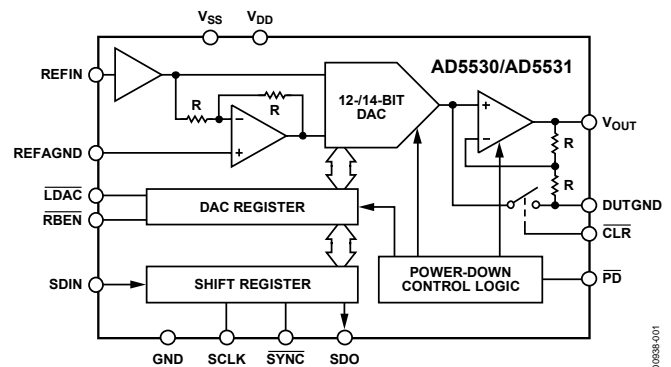 VSS VDD
AD5530/AD5531
REFIN
R
R
12-/14-BIT
DAC
R
VOUT
REFAGND
R
LDAC
RBEN
DAC REGISTER
DUTGND
CLR
SDIN
SHIFT REGISTER
POWER-DOWN
CONTROL LOGIC
PD
GND SCLK SYNC SDO
00938-001